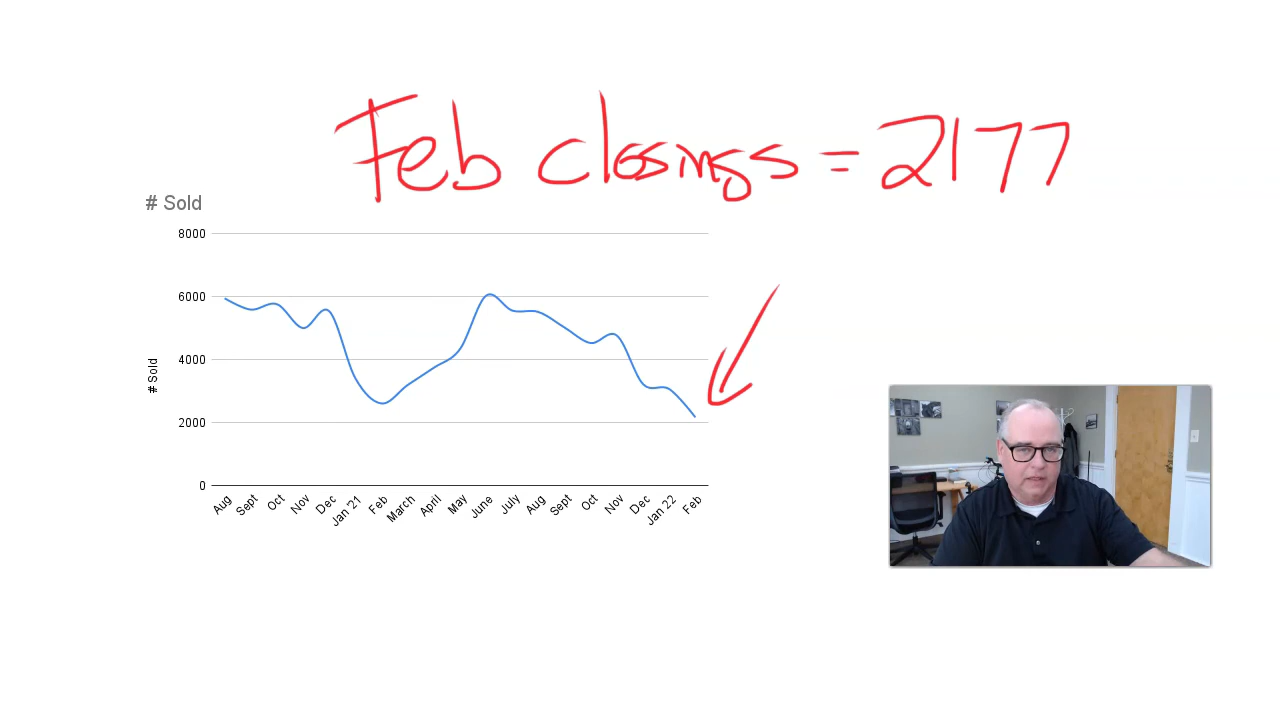 Feb closings = 2177
# Sold
8000
6000
4000
2000
0
# Sold
Aug Sept Oct Nov Dec Jan 21 Feb March April May June July Aug Sept Oct Nov Dec Jan 22 Feb